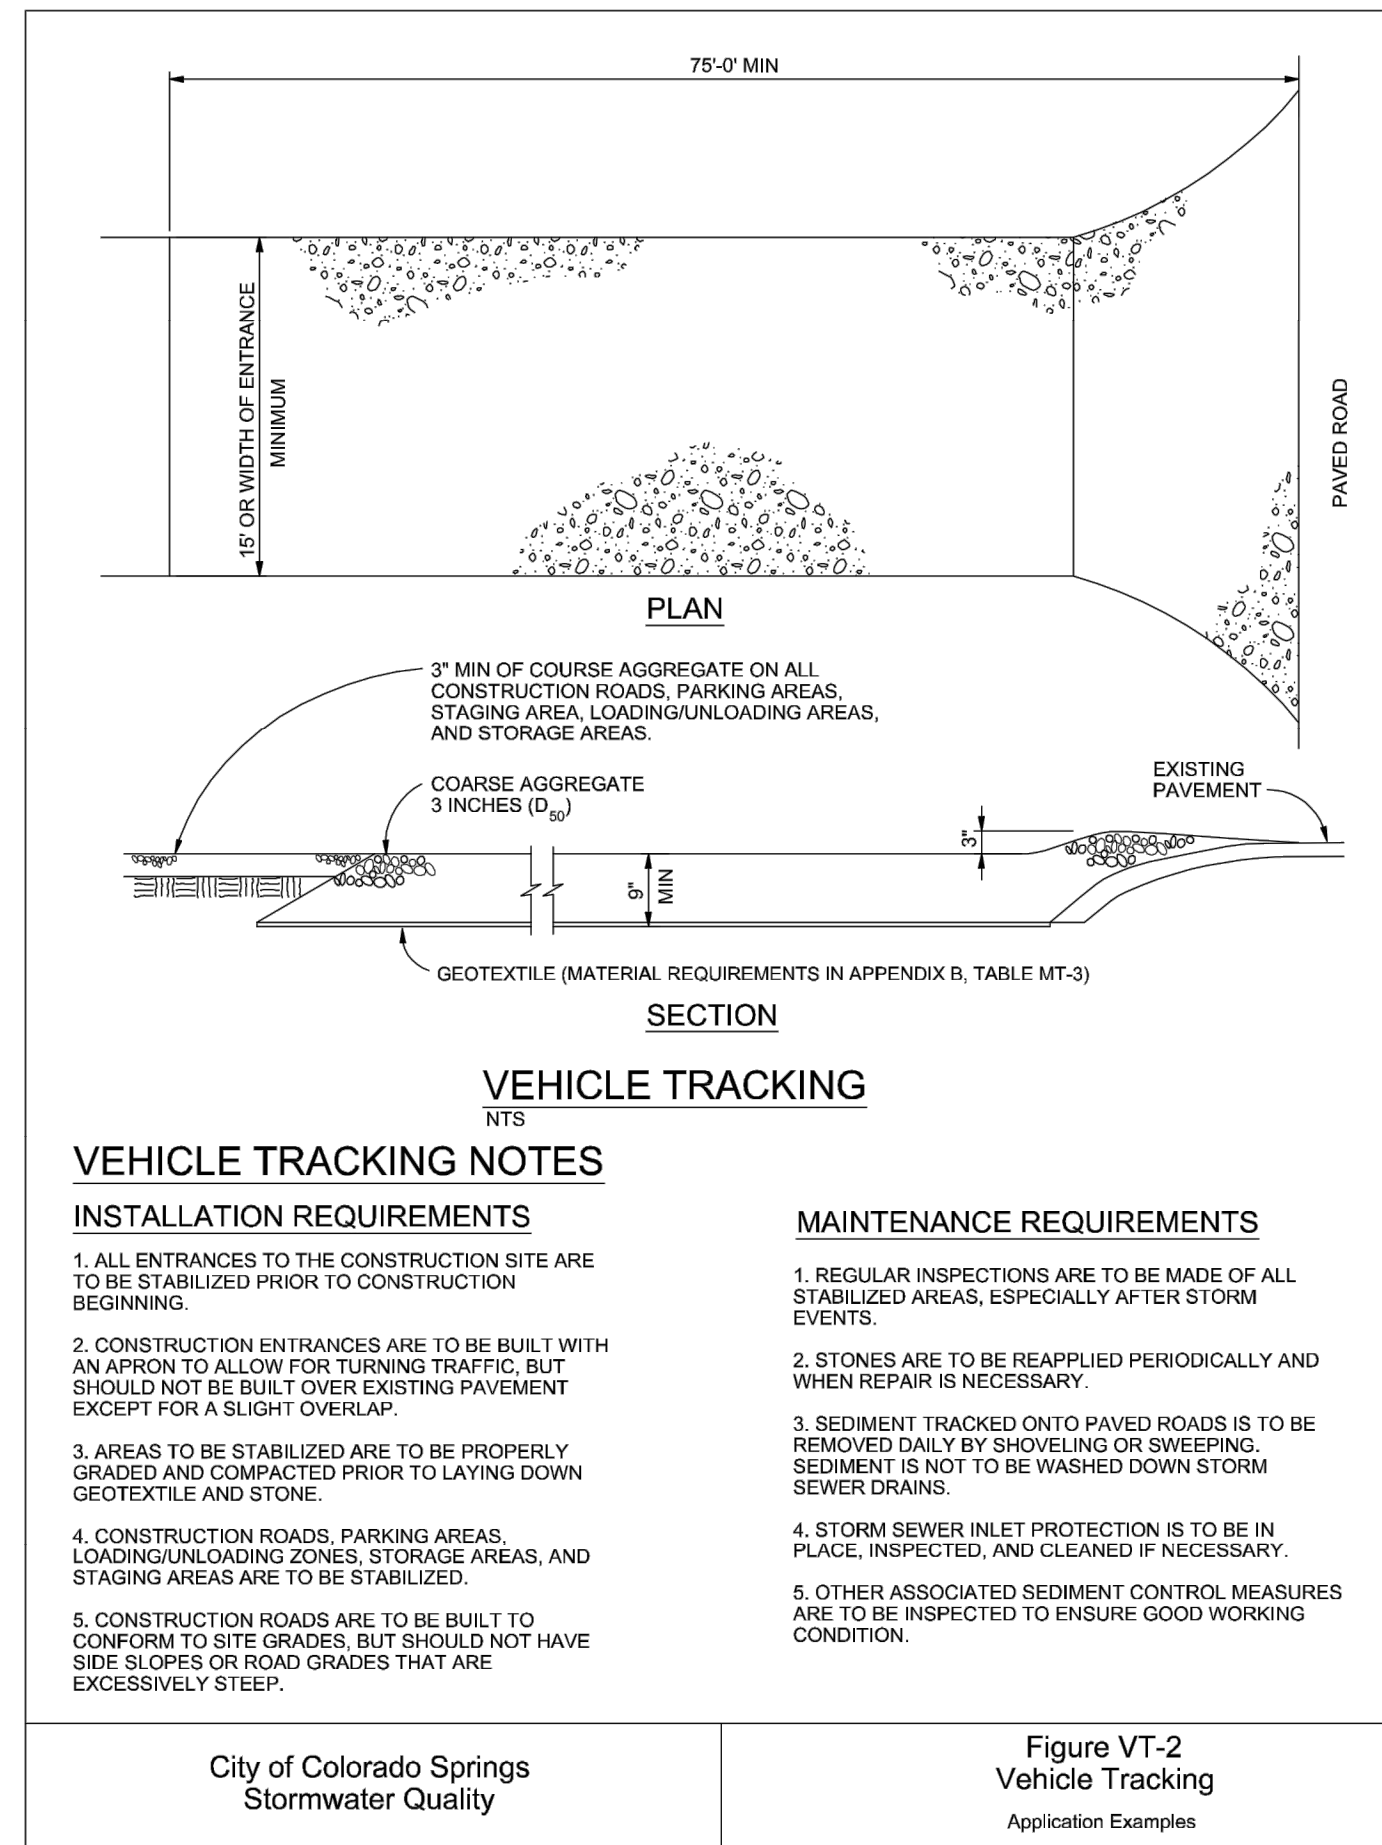 75'-0' MIN
15' OR WIDTH OF ENTRANCE
MINIMUM
PAVED ROAD
PLAN
3" MIN OF COURSE AGGREGATE ON ALL
CONSTRUCTION ROADS, PARKING AREAS,
STAGING AREA, LOADING/UNLOADING AREAS,
AND STORAGE AREAS.
COARSE AGGREGATE
3 INCHES (D50)
EXISTING
PAVEMENT
3"
9"
MIN
GEOTEXTILE (MATERIAL REQUIREMENTS IN APPENDIX B, TABLE MT-3)
SECTION
VEHICLE TRACKING
NTS
VEHICLE TRACKING NOTES
INSTALLATION REQUIREMENTS
1. ALL ENTRANCES TO THE CONSTRUCTION SITE ARE
TO BE STABILIZED PRIOR TO CONSTRUCTION
BEGINNING.
2. CONSTRUCTION ENTRANCES ARE TO BE BUILT WITH
AN APRON TO ALLOW FOR TURNING TRAFFIC, BUT
SHOULD NOT BE BUILT OVER EXISTING PAVEMENT
EXCEPT FOR A SLIGHT OVERLAP.
3. AREAS TO BE STABILIZED ARE TO BE PROPERLY
GRADED AND COMPACTED PRIOR TO LAYING DOWN
GEOTEXTILE AND STONE.
4. CONSTRUCTION ROADS, PARKING AREAS,
LOADING/UNLOADING ZONES, STORAGE AREAS, AND
STAGING AREAS ARE TO BE STABILIZED.
5. CONSTRUCTION ROADS ARE TO BE BUILT TO
CONFORM TO SITE GRADES, BUT SHOULD NOT HAVE
SIDE SLOPES OR ROAD GRADES THAT ARE
EXCESSIVELY STEEP.
MAINTENANCE REQUIREMENTS
1. REGULAR INSPECTIONS ARE TO BE MADE OF ALL
STABILIZED AREAS, ESPECIALLY AFTER STORM
EVENTS.
2. STONES ARE TO BE REAPPLIED PERIODICALLY AND
WHEN REPAIR IS NECESSARY.
3. SEDIMENT TRACKED ONTO PAVED ROADS IS TO BE
REMOVED DAILY BY SHOVELING OR SWEEPING.
SEDIMENT IS NOT TO BE WASHED DOWN STORM
SEWER DRAINS.
4. STORM SEWER INLET PROTECTION IS TO BE IN
PLACE, INSPECTED, AND CLEANED IF NECESSARY.
5. OTHER ASSOCIATED SEDIMENT CONTROL MEASURES
ARE TO BE INSPECTED TO ENSURE GOOD WORKING
CONDITION.
City of Colorado Springs
Stormwater Quality
Figure VT-2
Vehicle Tracking
Application Examples